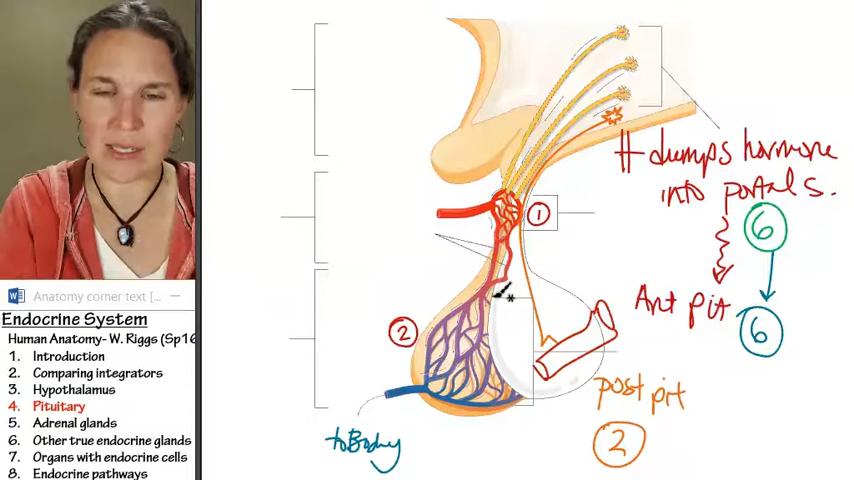 H dumps hormone
into portals.
6
1
Ant pit
6
2
post pit
2
to Body
*
Anatomy corner text [...
Endocrine System
Human Anatomy- W. Riggs (Sp16
1. Introduction
2. Comparing integrators
3. Hypothalamus
4. Pituitary
5. Adrenal glands
6. Other true endocrine glands
7. Organs with endocrine cells
8. Endocrine pathways